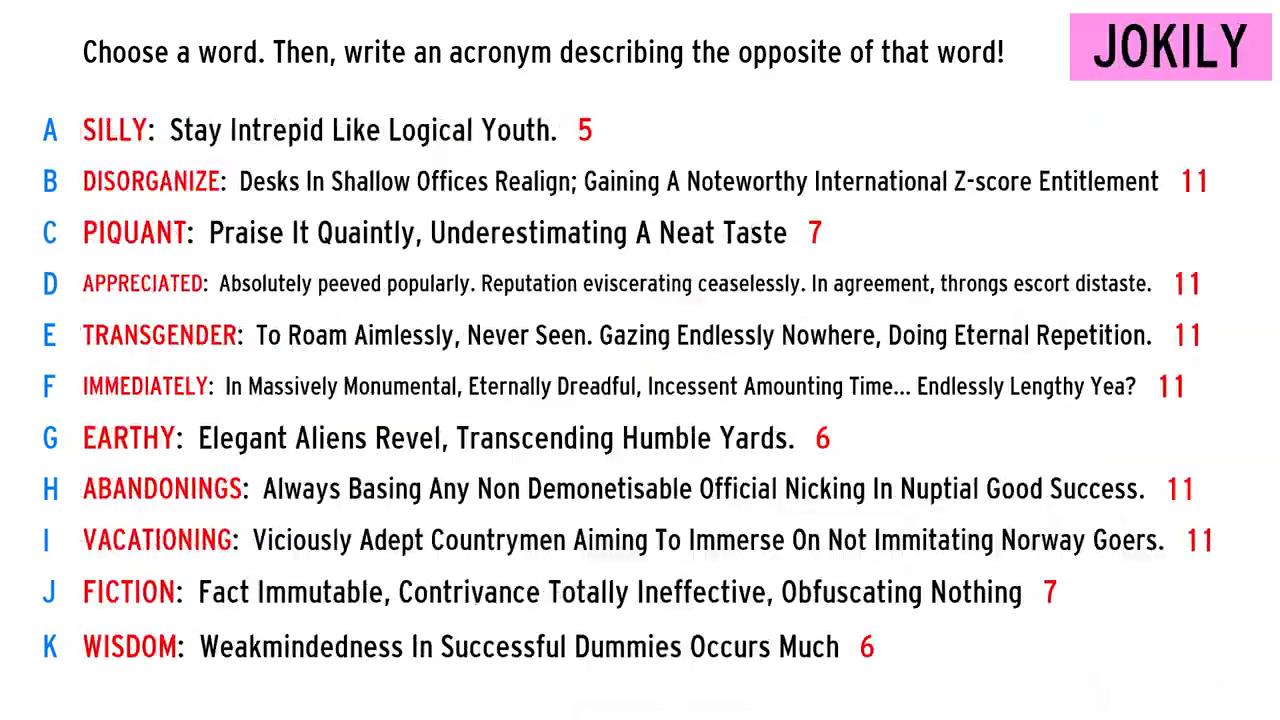 Choose a word. Then, write an acronym describing the opposite of that word!
JOKILY
A SILLY: Stay Intrepid Like Logical Youth. 5
B DISORGANIZE: Desks In Shallow Offices Realign; Gaining A Noteworthy International Z-score Entitlement 11
C PIQUANT: Praise It Quaintly, Underestimating A Neat Taste 7
D APPRECIATED: Absolutely peeved popularly. Reputation eviscerating ceaselessly. In agreement, throngs escort distaste. 11
E TRANSGENDER: To Roam Aimlessly, Never Seen. Gazing Endlessly Nowhere, Doing Eternal Repetition. 11
F IMMEDIATELY: In Massively Monumental, Eternally Dreadful, Incessent Amounting Time... Endlessly Lengthy Yea? 11
G EARTHY: Elegant Aliens Revel, Transcending Humble Yards. 6
H ABANDONINGS: Always Basing Any Non Demonetisable Official Nicking In Nuptial Good Success. 11
I VACATIONING: Viciously Adept Countrymen Aiming To Immerse On Not Immitating Norway Goers. 11
J FICTION: Fact Immutable, Contrivance Totally Ineffective, Obfuscating Nothing 7
K WISDOM: Weakmindedness In Successful Dummies Occurs Much 6